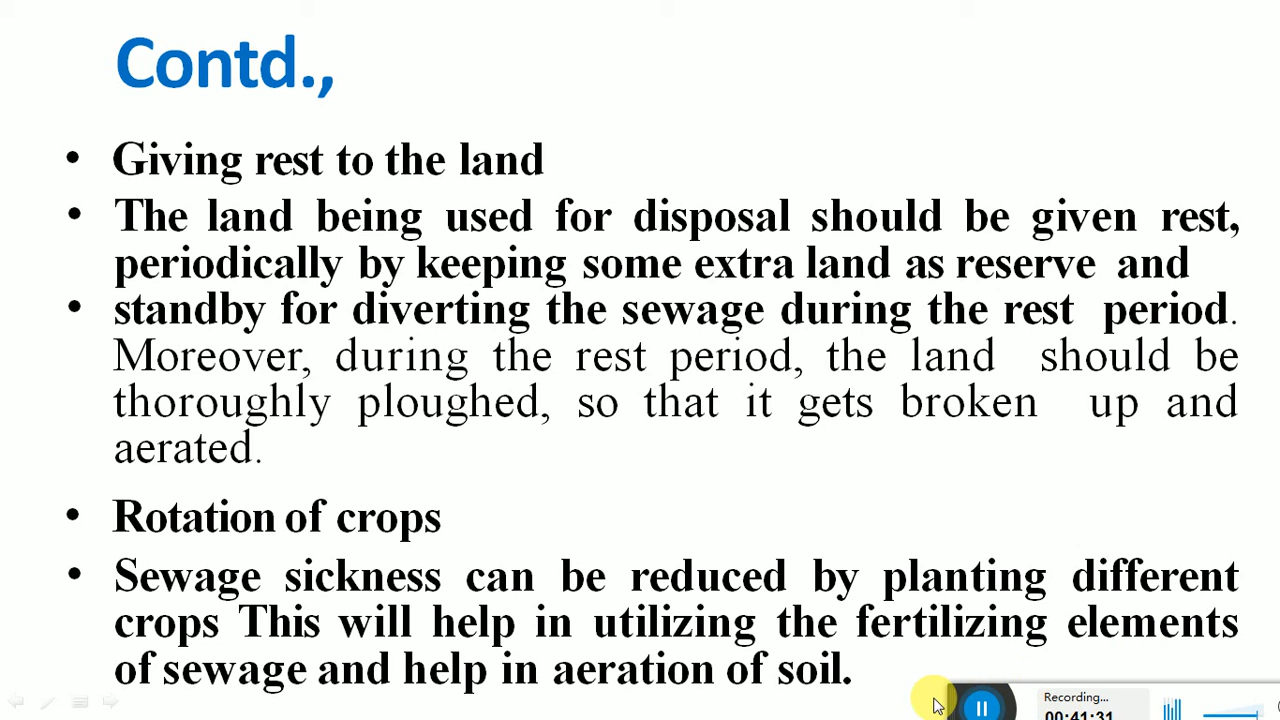 Contd.,
• Giving rest to the land
• The land being used for disposal should be given rest,
periodically by keeping some extra land as reserve and
• standby for diverting the sewage during the rest period.
Moreover, during the rest period, the land should be
thoroughly ploughed, so that it gets broken up and
aerated.
• Rotation of crops
• Sewage sickness can be reduced by planting different
crops This will help in utilizing the fertilizing elements
of sewage and help in aeration of soil.
Recording...
00:41:31